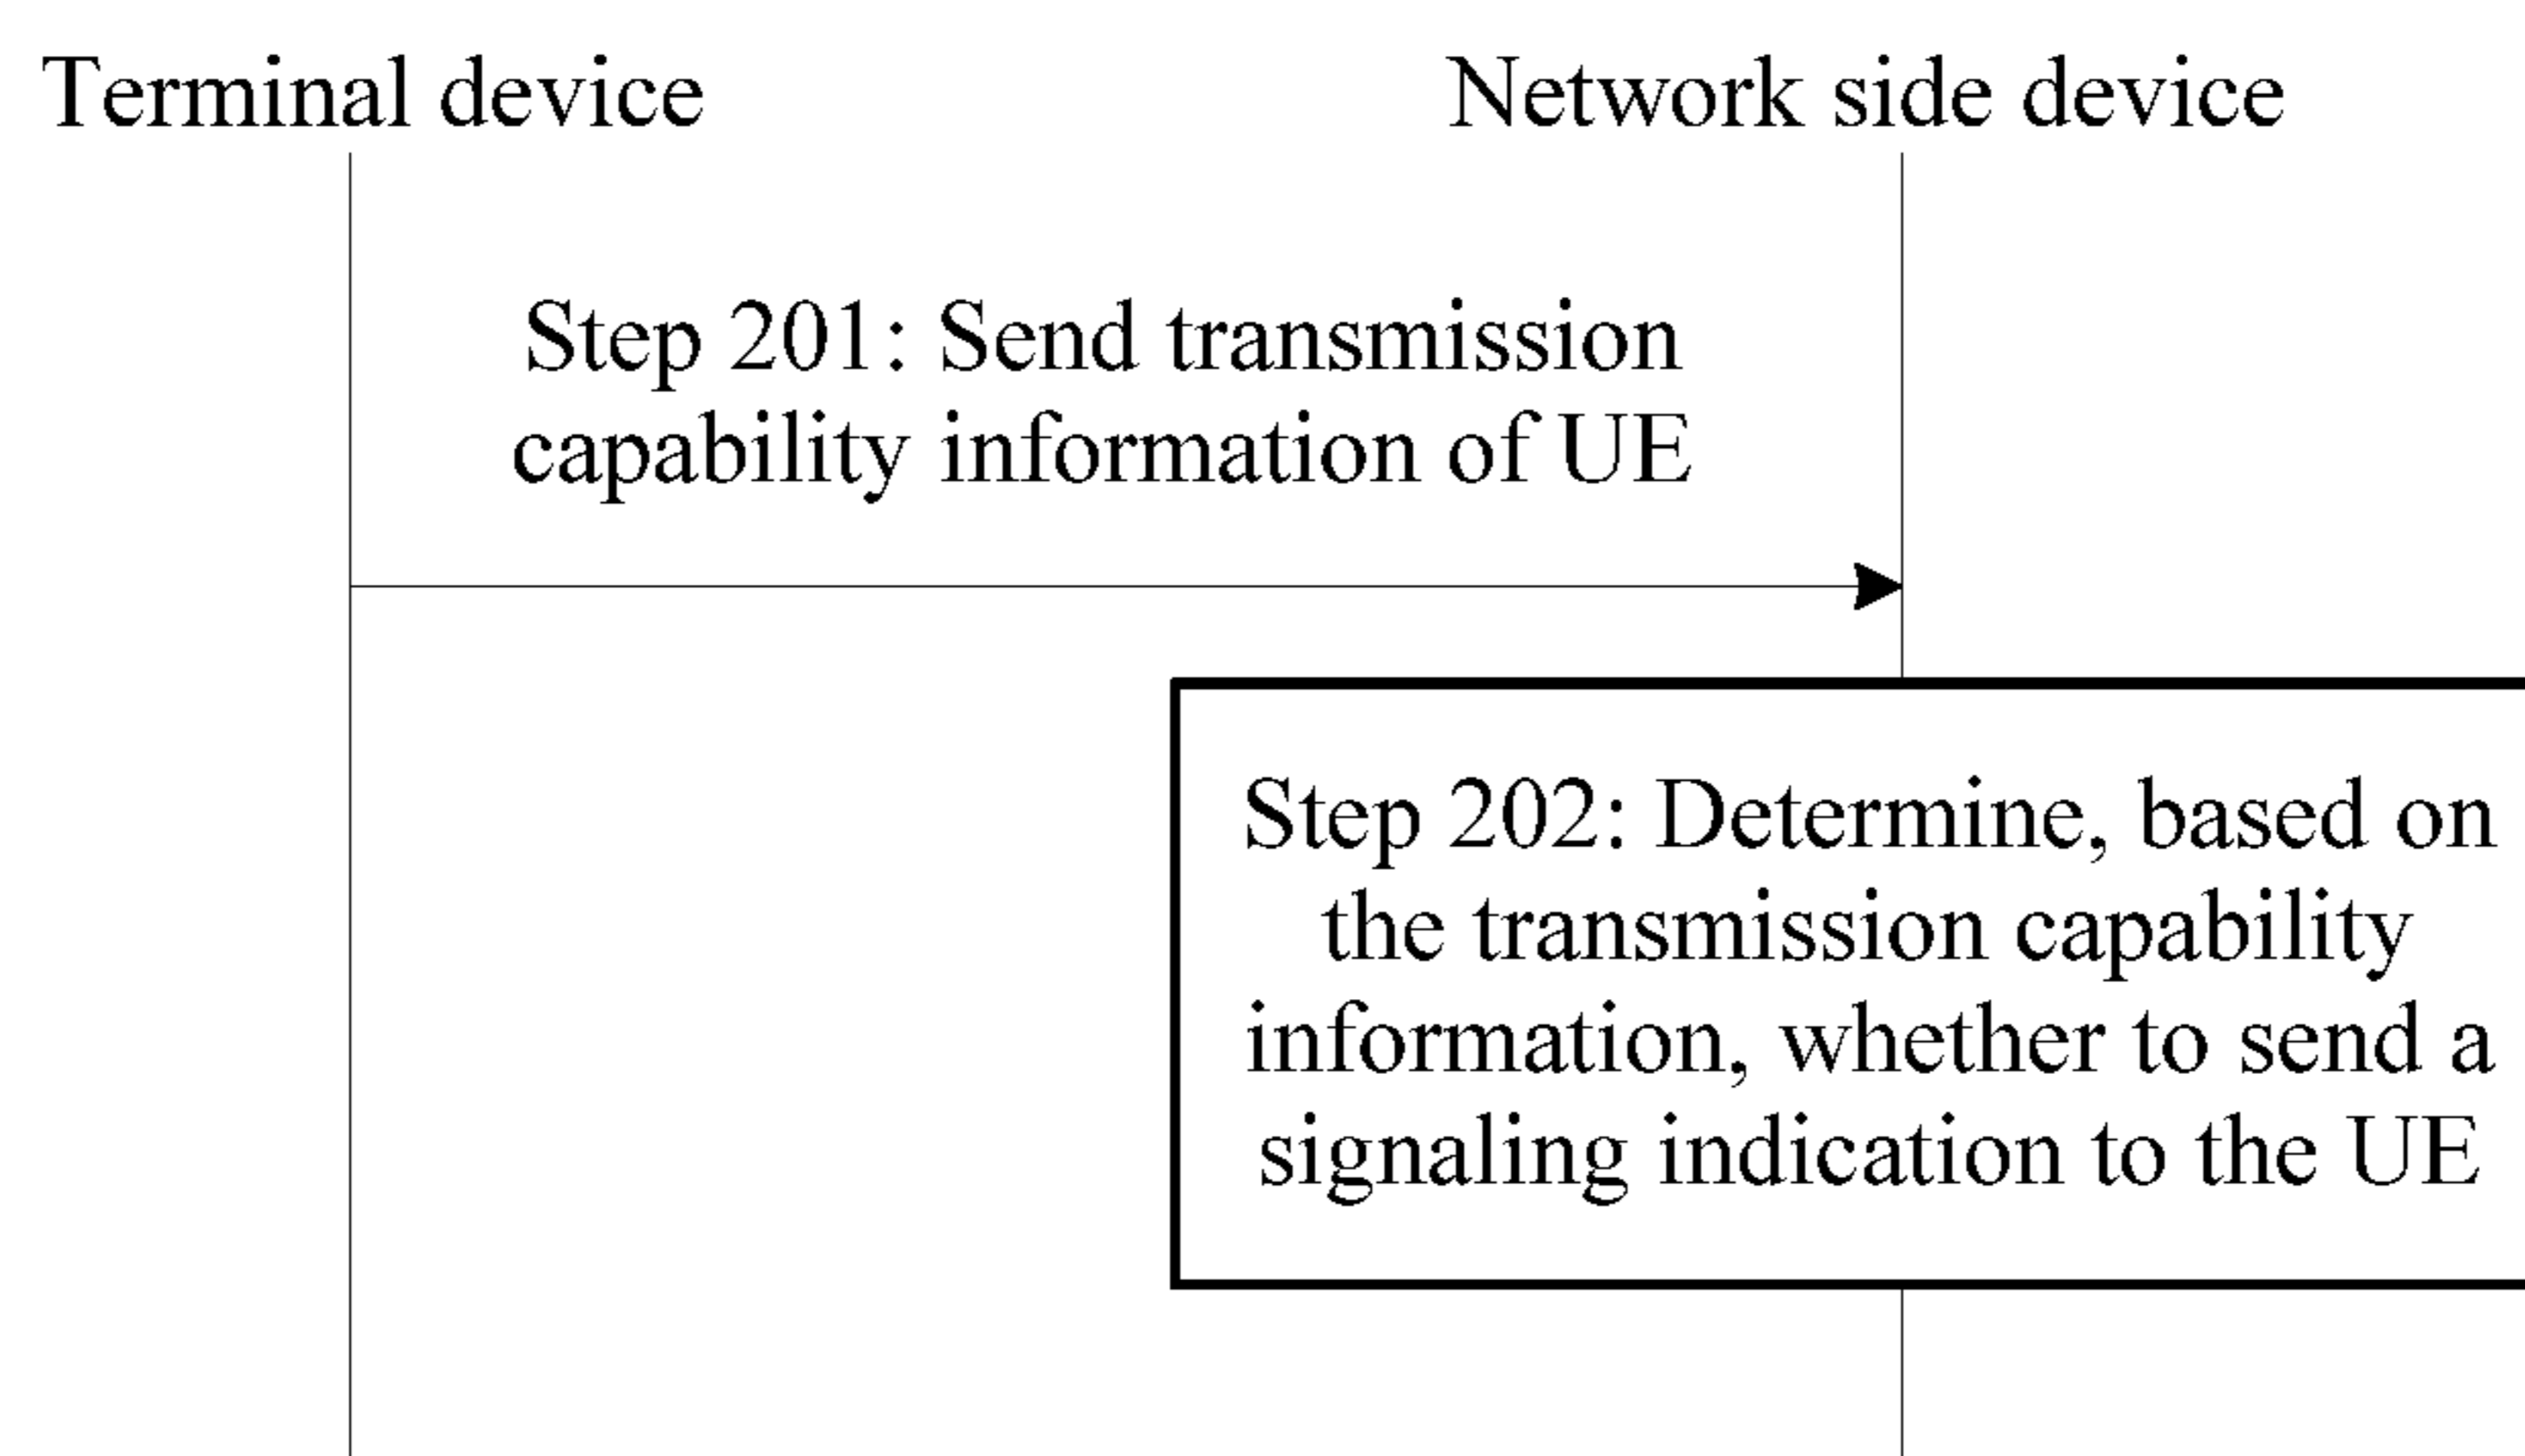 Terminal device
Network side device
Step 201: Send transmission
capability information of UE
Step 202: Determine, based on
the transmission capability
information, whether to send a
signaling indication to the UE